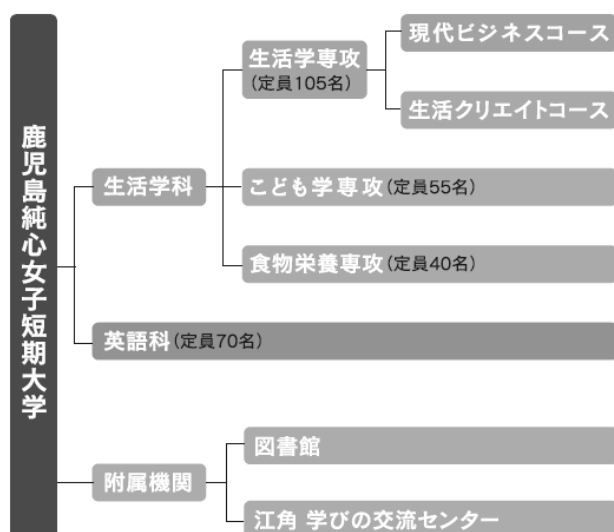 鹿児島純心女子短期大学
生活学科
生活学専攻
(定員105名)
現代ビジネスコース
生活クリエイトコース
こども学専攻(定員55名)
食物栄養専攻(定員40名)
英語科(定員70名)
附属機関
図書館
江角 学びの交流センター